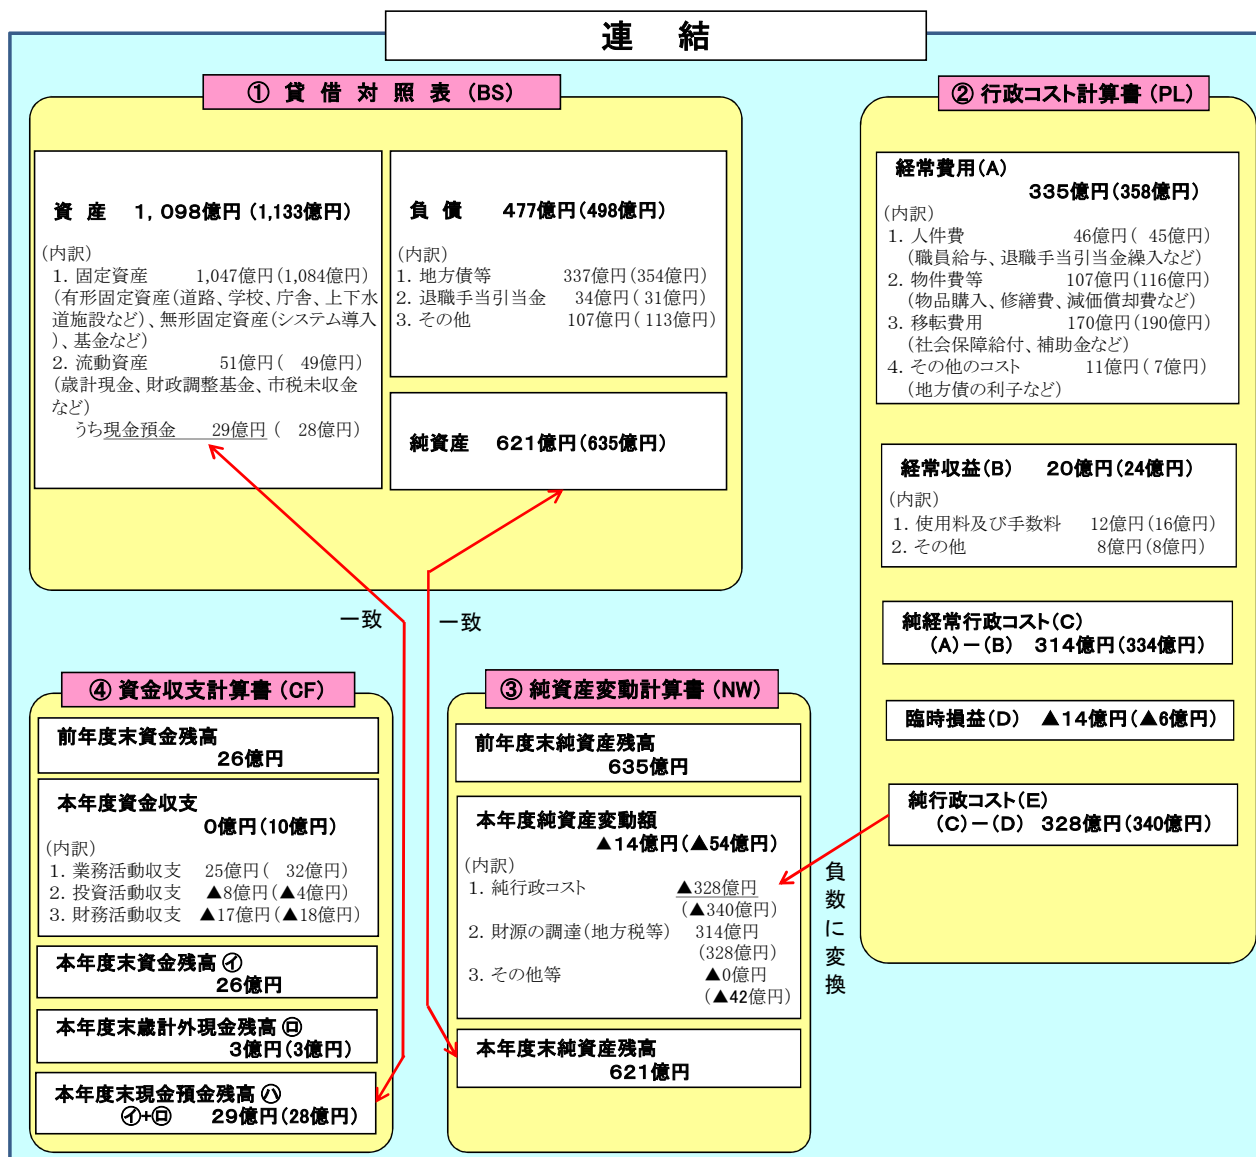 連 結
① 貸 借 対 照 表 (BS)
資 産 1,098億円 (1,133億円)
(内訳)
1. 固定資産 1,047億円(1,084億円)
(有形固定資産(道路、学校、庁舎、上下水
道施設など)、無形固定資産(システム導入
)、基金など)
2. 流動資産 51億円( 49億円)
(歳計現金、財政調整基金、市税未収金
など)
うち現金預金 29億円 ( 28億円)
負 債 477億円(498億円)
(内訳)
1. 地方債等 337億円(354億円)
2. 退職手当引当金 34億円( 31億円)
3. その他 107億円( 113億円)
純資産 621億円(635億円)
② 行政コスト計算書 (PL)
経常費用(A)
335億円(358億円)
(内訳)
1. 人件費 46億円( 45億円)
(職員給与、退職手当引当金繰入など)
2. 物件費等 107億円(116億円)
(物品購入、修繕費、減価償却費など)
3. 移転費用 170億円(190億円)
(社会保障給付、補助金など)
4. その他のコスト 11億円( 7億円)
(地方債の利子など)
経常収益(B) 20億円(24億円)
(内訳)
1. 使用料及び手数料 12億円(16億円)
2. その他 8億円(8億円)
純経常行政コスト(C)
(A)-(B) 314億円(334億円)
臨時損益(D) ▲14億円(▲6億円)
純行政コスト(E)
(C)-(D) 328億円(340億円)
一致
一致
④ 資金収支計算書 (CF)
前年度末資金残高
26億円
本年度資金収支
0億円(10億円)
(内訳)
1. 業務活動収支 25億円( 32億円)
2. 投資活動収支 ▲8億円(▲4億円)
3. 財務活動収支 ▲17億円(▲18億円)
本年度末資金残高 ㋑
26億円
本年度末歳計外現金残高 ㋺
3億円(3億円)
本年度末現金預金残高 ㋩
㋑+㋺ 29億円(28億円)
③ 純資産変動計算書 (NW)
前年度末純資産残高
635億円
本年度純資産変動額
▲14億円(▲54億円)
(内訳)
1. 純行政コスト ▲328億円
(▲340億円)
2. 財源の調達(地方税等) 314億円
(328億円)
3. その他等 ▲0億円
(▲42億円)
本年度末純資産残高
621億円
負数に変換